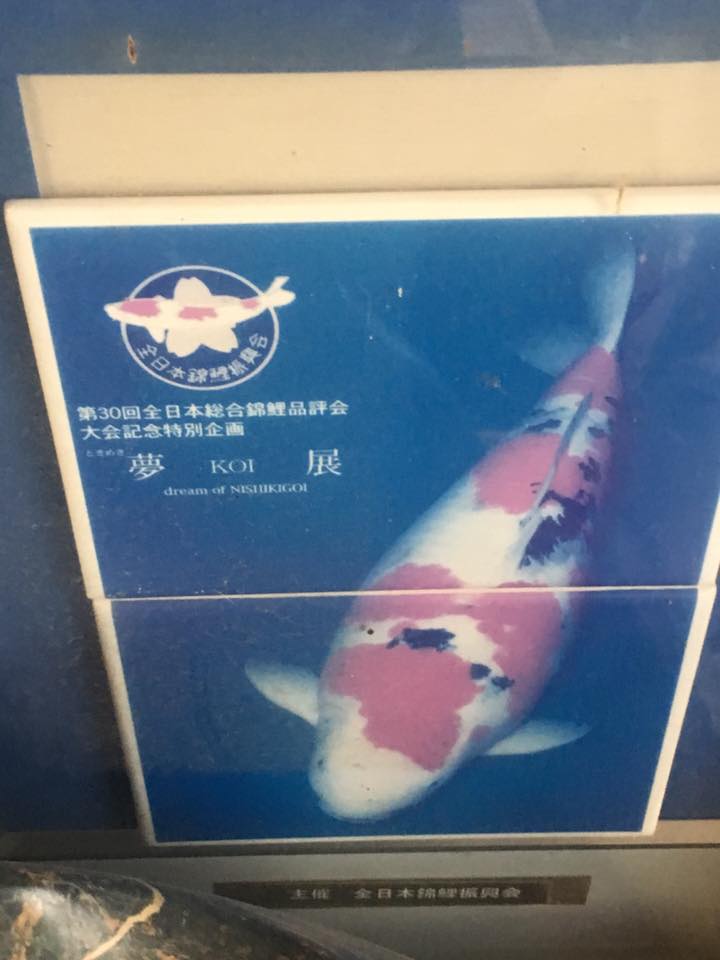 全日本錦鯉振興会
第30回全日本総合錦鯉品評会
大会記念特別企画
ときめき
夢 KOI 展
dream of NISHIKIGOI
主催 全日本錦鯉振興会